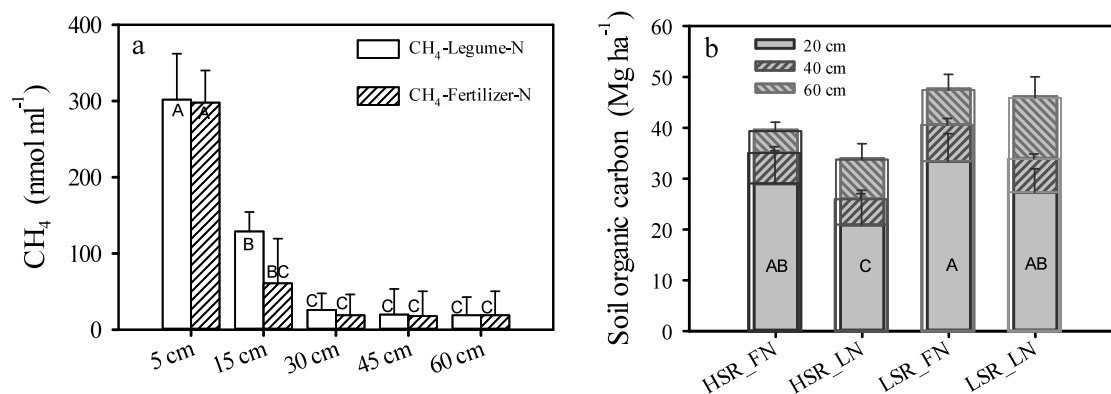 a
CH₄-Legume-N
CH₄-Fertilizer-N
CH₄ (nmol ml⁻¹)
400
300
200
100
0
A A
B BC
C C C C C C
5 cm 15 cm 30 cm 45 cm 60 cm
b
20 cm
40 cm
60 cm
Soil organic carbon (Mg ha⁻¹)
60
50
40
30
20
10
0
AB C A AB
HSR_FN HSR_LN LSR_FN LSR_LN